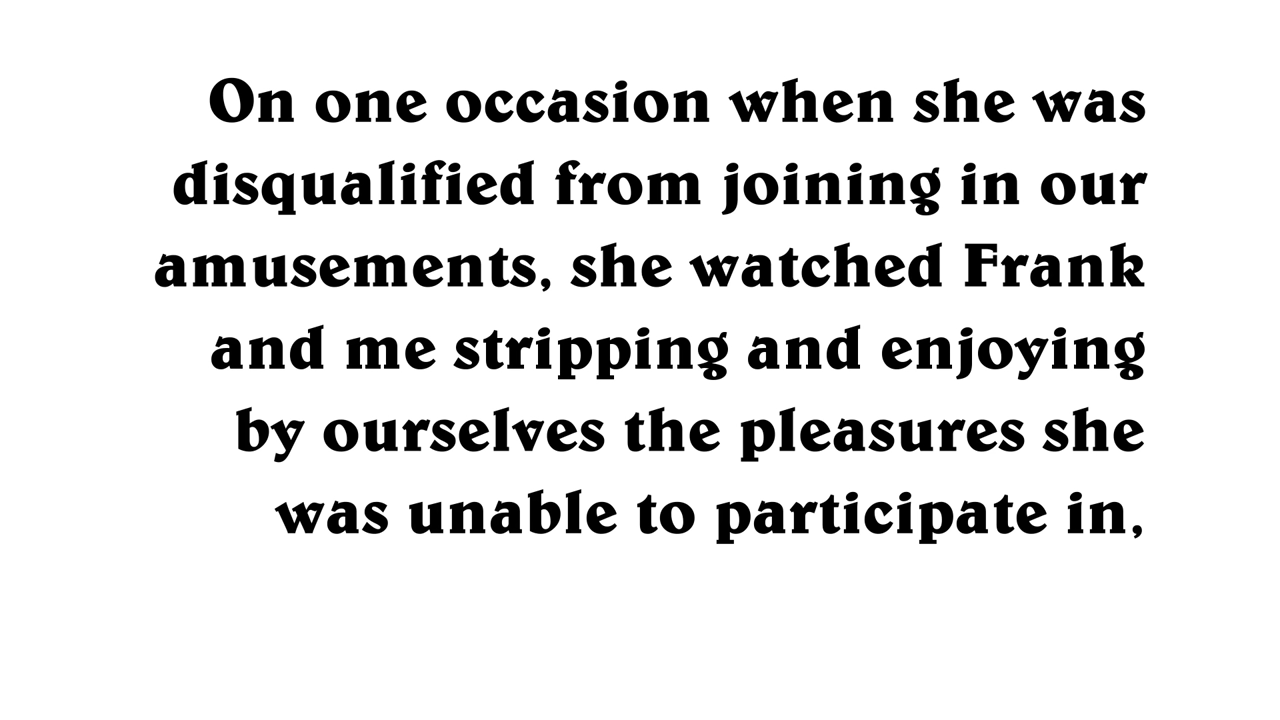 On one occasion when she was
disqualified from joining in our
amusements, she watched Frank
and me stripping and enjoying
by ourselves the pleasures she
was unable to participate in,